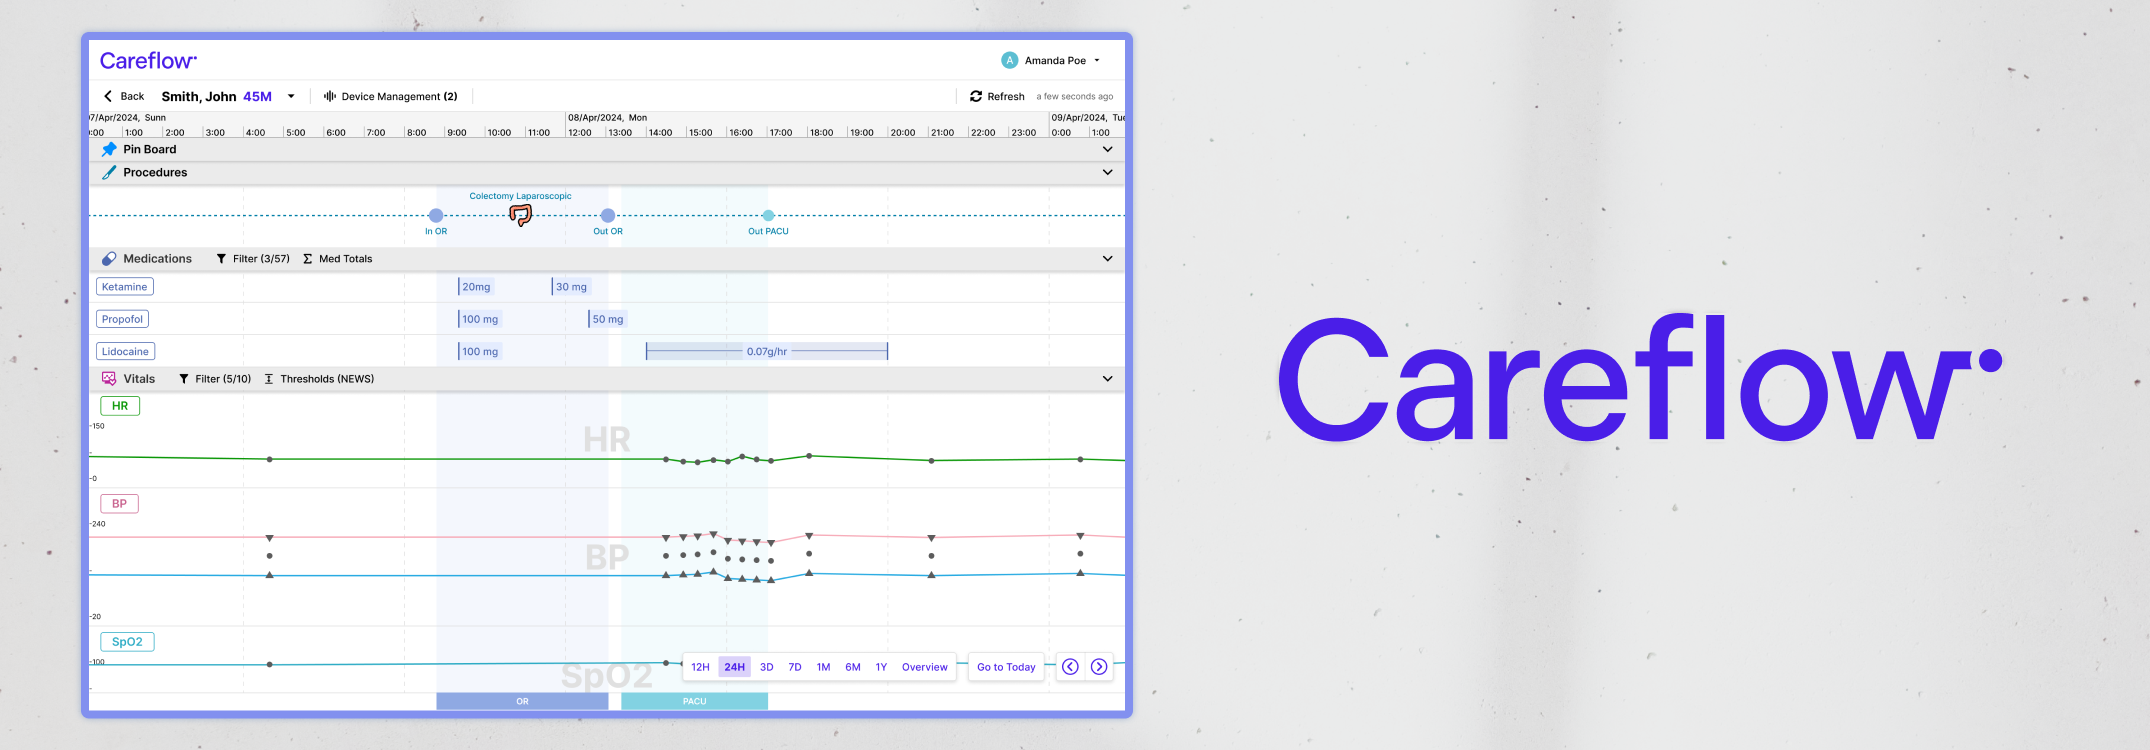 Careflow
A Amanda Poe
Back Smith, John 45M Device Management (2) Refresh a few seconds ago
7/Apr/2024, Sunn 08/Apr/2024, Mon 09/Apr/2024, Tue
:00 1:00 2:00 3:00 4:00 5:00 6:00 7:00 8:00 9:00 10:00 11:00 12:00 13:00 14:00 15:00 16:00 17:00 18:00 19:00 20:00 21:00 22:00 23:00 0:00 1:00
Pin Board
Procedures
Colectomy Laparoscopic
In OR Out OR Out PACU
Medications Filter (3/57) Σ Med Totals
Ketamine 20mg 30 mg
Propofol 100 mg 50 mg
Lidocaine 100 mg 0.07g/hr
Vitals Filter (5/10) Thresholds (NEWS)
HR
150
HR
0
BP
240
BP
20
SpO2
100
SpO2
12H 24H 3D 7D 1M 6M 1Y Overview Go to Today
OR PACU
Careflow